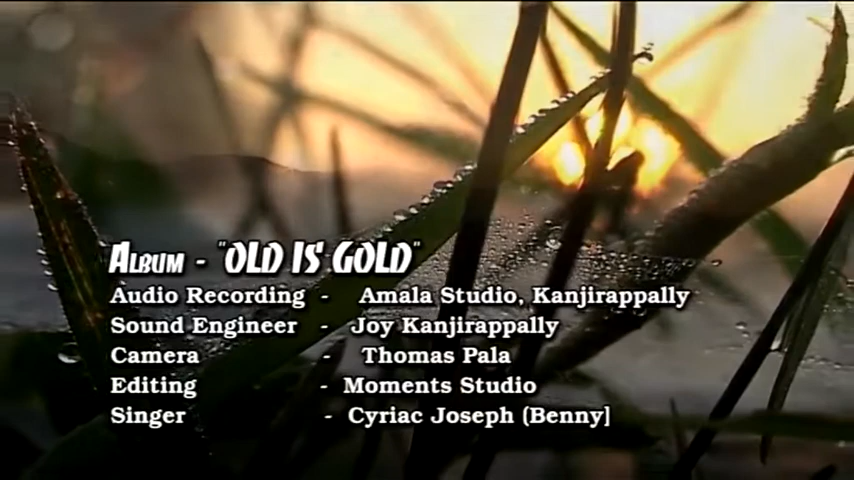 Album - "OLD IS GOLD"
Audio Recording - Amala Studio, Kanjirappally
Sound Engineer - Joy Kanjirappally
Camera - Thomas Pala
Editing - Moments Studio
Singer - Cyriac Joseph (Benny]